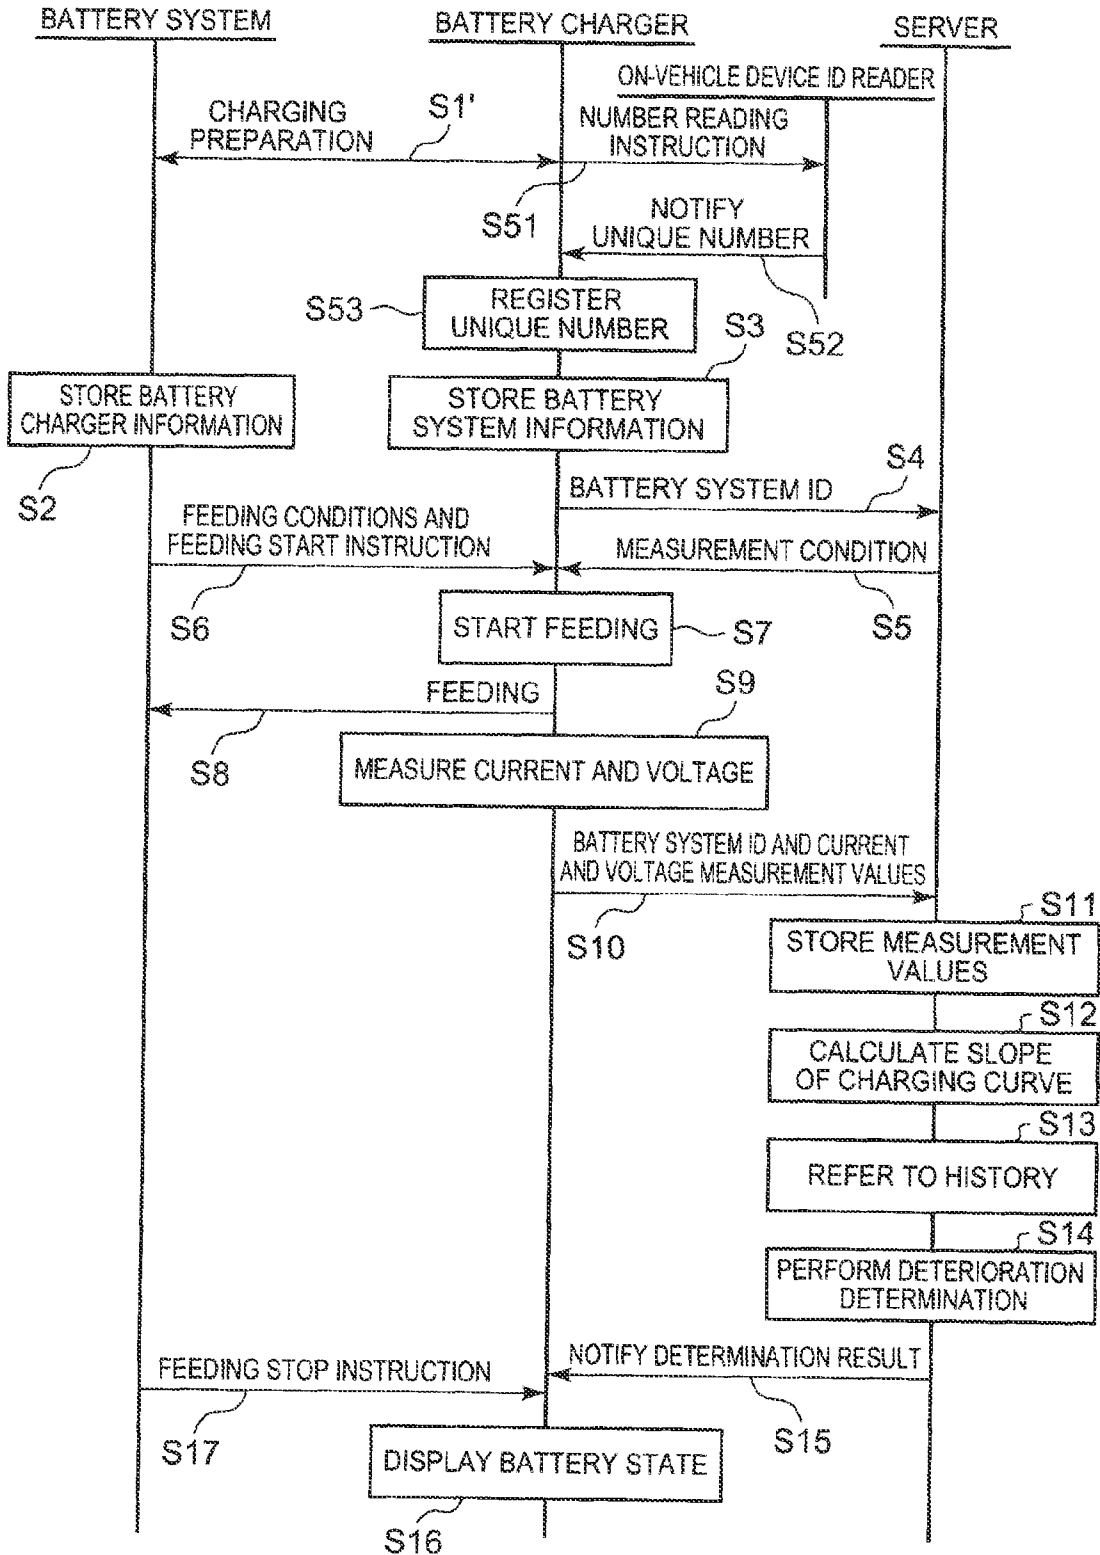 BATTERY SYSTEM
BATTERY CHARGER
SERVER
ON-VEHICLE DEVICE ID READER
CHARGING
PREPARATION
S1'
NUMBER READING
INSTRUCTION
S51
NOTIFY
UNIQUE NUMBER
S52
S53
REGISTER
UNIQUE NUMBER
S3
STORE BATTERY
CHARGER INFORMATION
S2
STORE BATTERY
SYSTEM INFORMATION
S4
BATTERY SYSTEM ID
FEEDING CONDITIONS AND
FEEDING START INSTRUCTION
S6
MEASUREMENT CONDITION
S5
START FEEDING
S7
FEEDING
S8
S9
MEASURE CURRENT AND VOLTAGE
BATTERY SYSTEM ID AND CURRENT
AND VOLTAGE MEASUREMENT VALUES
S10
S11
STORE MEASUREMENT
VALUES
S12
CALCULATE SLOPE
OF CHARGING CURVE
S13
REFER TO HISTORY
S14
PERFORM DETERIORATION
DETERMINATION
FEEDING STOP INSTRUCTION
S17
NOTIFY DETERMINATION RESULT
S15
DISPLAY BATTERY STATE
S16